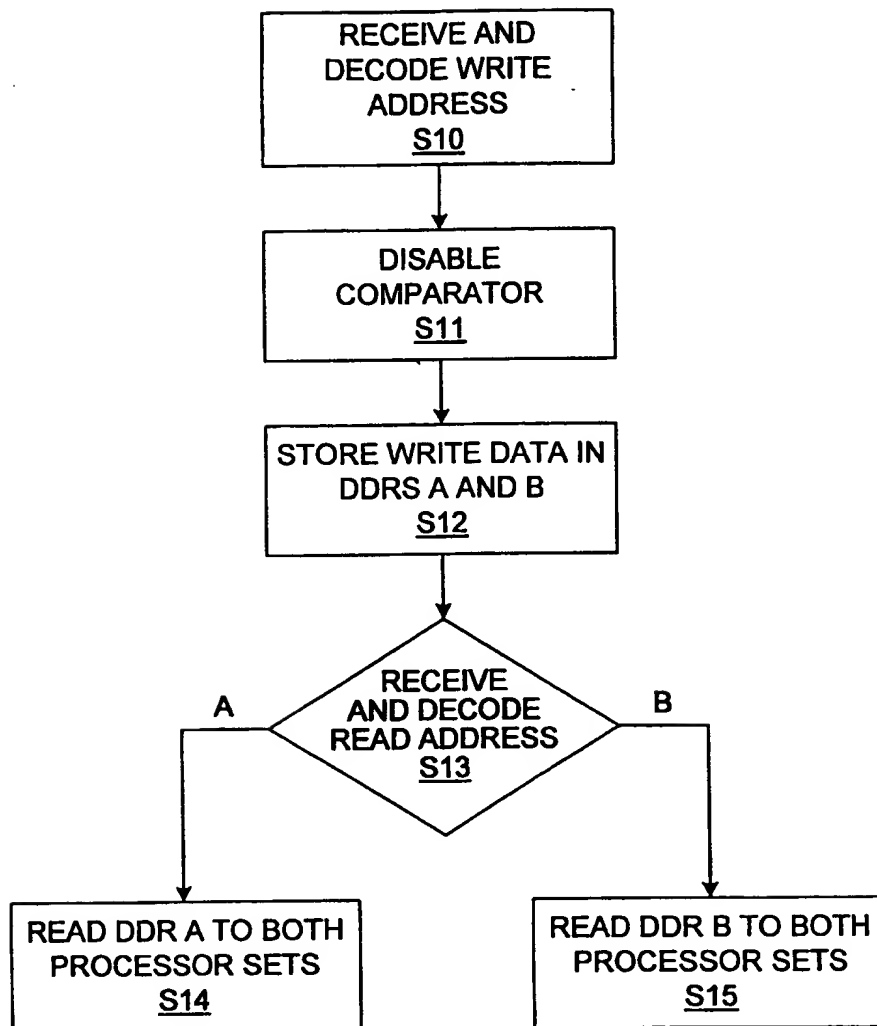 RECEIVE AND
DECODE WRITE
ADDRESS
S10
DISABLE
COMPARATOR
S11
STORE WRITE DATA IN
DDRS A AND B
S12
RECEIVE
AND DECODE
READ ADDRESS
S13
A
B
READ DDR A TO BOTH
PROCESSOR SETS
S14
READ DDR B TO BOTH
PROCESSOR SETS
S15